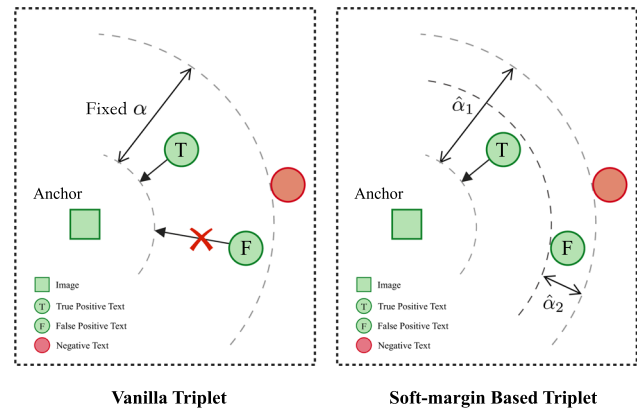 Fixed α
T
Anchor
F
Image
T True Positive Text
F False Positive Text
Negative Text
Vanilla Triplet
α̂₁
T
Anchor
F
α̂₂
Image
T True Positive Text
F False Positive Text
Negative Text
Soft-margin Based Triplet